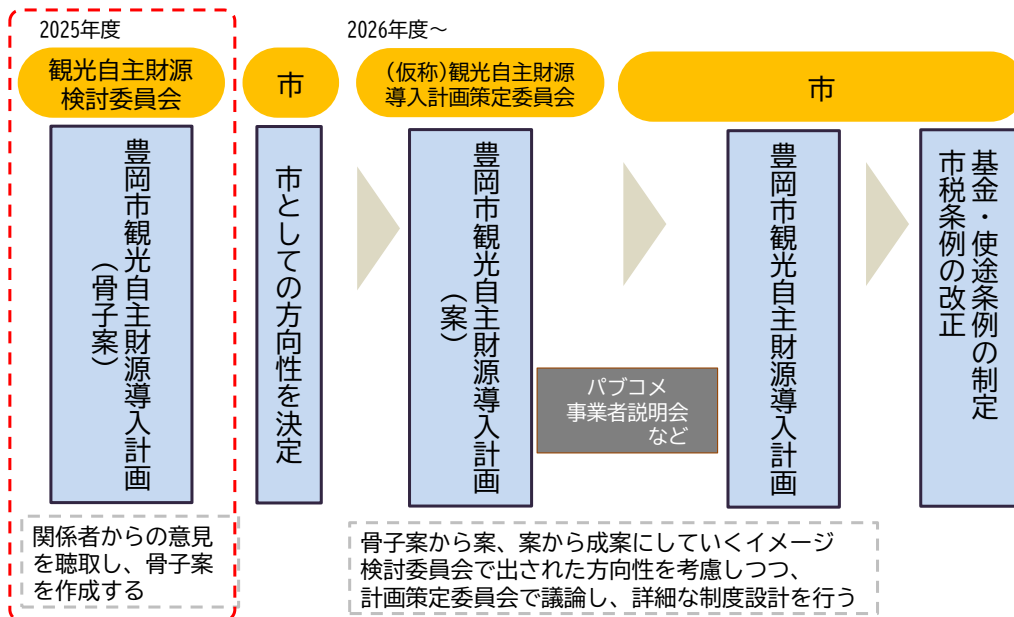 2025年度
2026年度～
観光自主財源
検討委員会
市
(仮称)観光自主財源
導入計画策定委員会
市
豊岡市観光自主財源導入計画
（骨子案）
市としての方向性を決定
豊岡市観光自主財源導入計画
（案）
パブコメ
事業者説明会
など
豊岡市観光自主財源導入計画
基金・使途条例の制定
市税条例の改正
関係者からの意見
を聴取し、骨子案
を作成する
骨子案から案、案から成案にしていくイメージ
検討委員会で出された方向性を考慮しつつ、
計画策定委員会で議論し、詳細な制度設計を行う